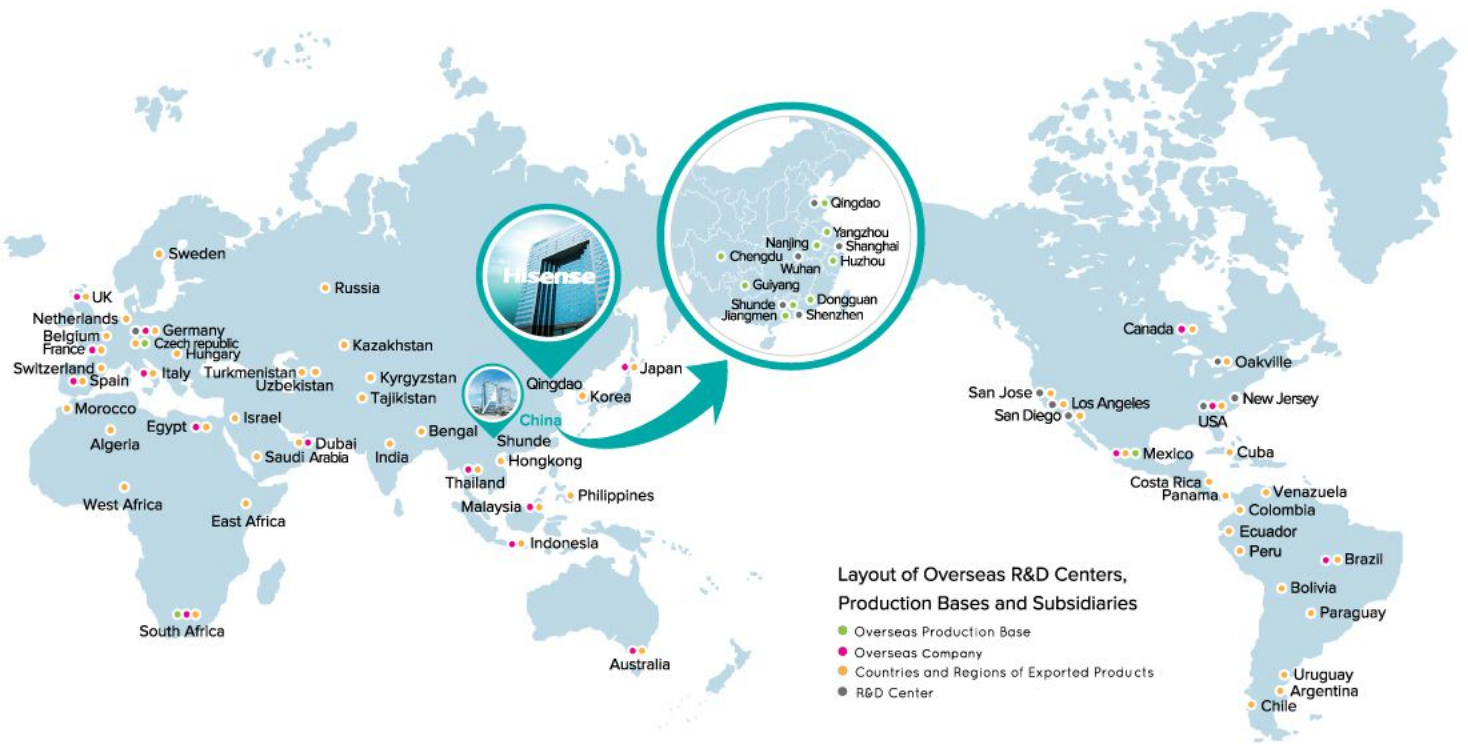 Sweden
UK
Russia
Netherlands
Germany
Belgium
Czech republic
France
Hungary
Kazakhstan
Switzerland
Italy
Turkmenistan
Uzbekistan
Kyrgyzstan
Spain
Tajikistan
Morocco
Israel
Egypt
Algeria
Dubai
Bengal
Saudi Arabia
India
West Africa
East Africa
South Africa
Hisense
Qingdao
Japan
Korea
China
Shunde
Hongkong
Thailand
Philippines
Malaysia
Indonesia
Australia
Qingdao
Yangzhou
Nanjing
Shanghai
Chengdu
Wuhan
Huzhou
Guiyang
Shunde
Dongguan
Jiangmen
Shenzhen
Canada
Oakville
San Jose
Los Angeles
New Jersey
San Diego
USA
Mexico
Cuba
Costa Rica
Panama
Venazuela
Colombia
Ecuador
Peru
Brazil
Bolivia
Paraguay
Uruguay
Argentina
Chile
Layout of Overseas R&D Centers,
Production Bases and Subsidiaries
Overseas Production Base
Overseas Company
Countries and Regions of Exported Products
R&D Center